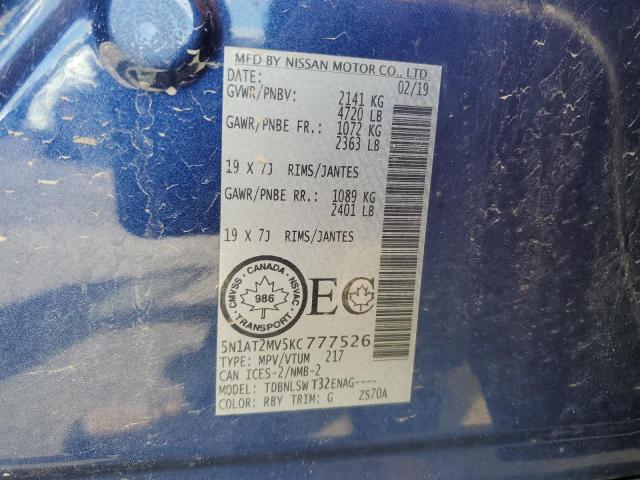 MFD BY NISSAN MOTOR CO., LTD.
DATE: 02/19
GVWR/PNBV: 2141 KG
4720 LB
GAWR/PNBE FR.: 1072 KG
2363 LB
19 X 7J RIMS/JANTES
GAWR/PNBE RR.: 1089 KG
2401 LB
19 X 7J RIMS/JANTES
CMVSS - CANADA - NSVAC
986
TRANSPORT
EC
5N1AT2MV5KC777526
TYPE: MPV/VTUM 217
CAN ICES-2/NMB-2
MODEL: TDBNLSW T32ENAG----
COLOR: RBY TRIM: G ZS70A